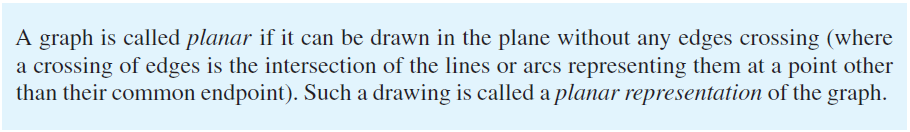 A graph is called planar if it can be drawn in the plane without any edges crossing (where
a crossing of edges is the intersection of the lines or arcs representing them at a point other
than their common endpoint). Such a drawing is called a planar representation of the graph.